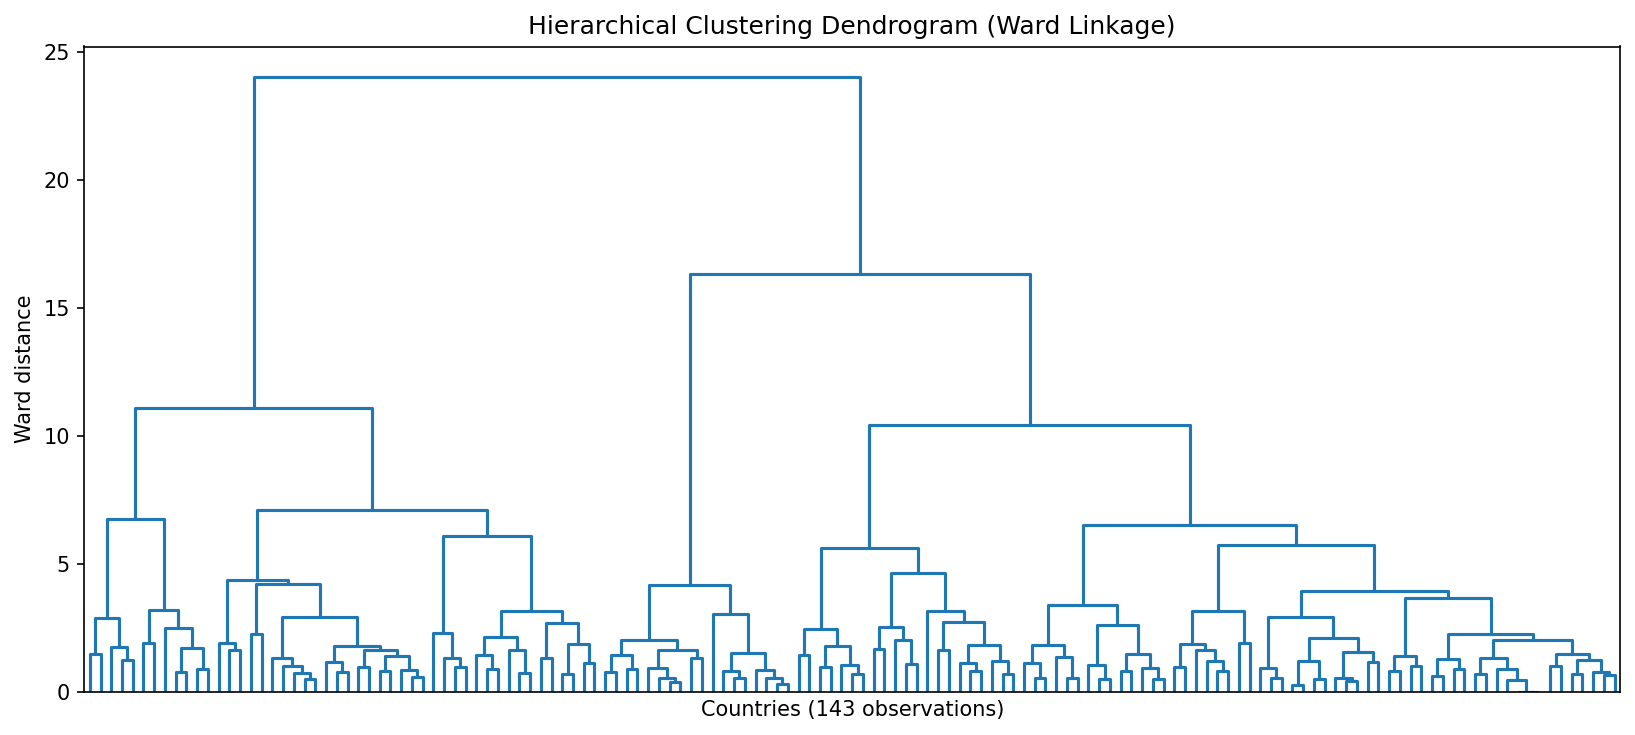 Hierarchical Clustering Dendrogram (Ward Linkage)
25
20
15
10
5
0
Ward distance
Countries (143 observations)